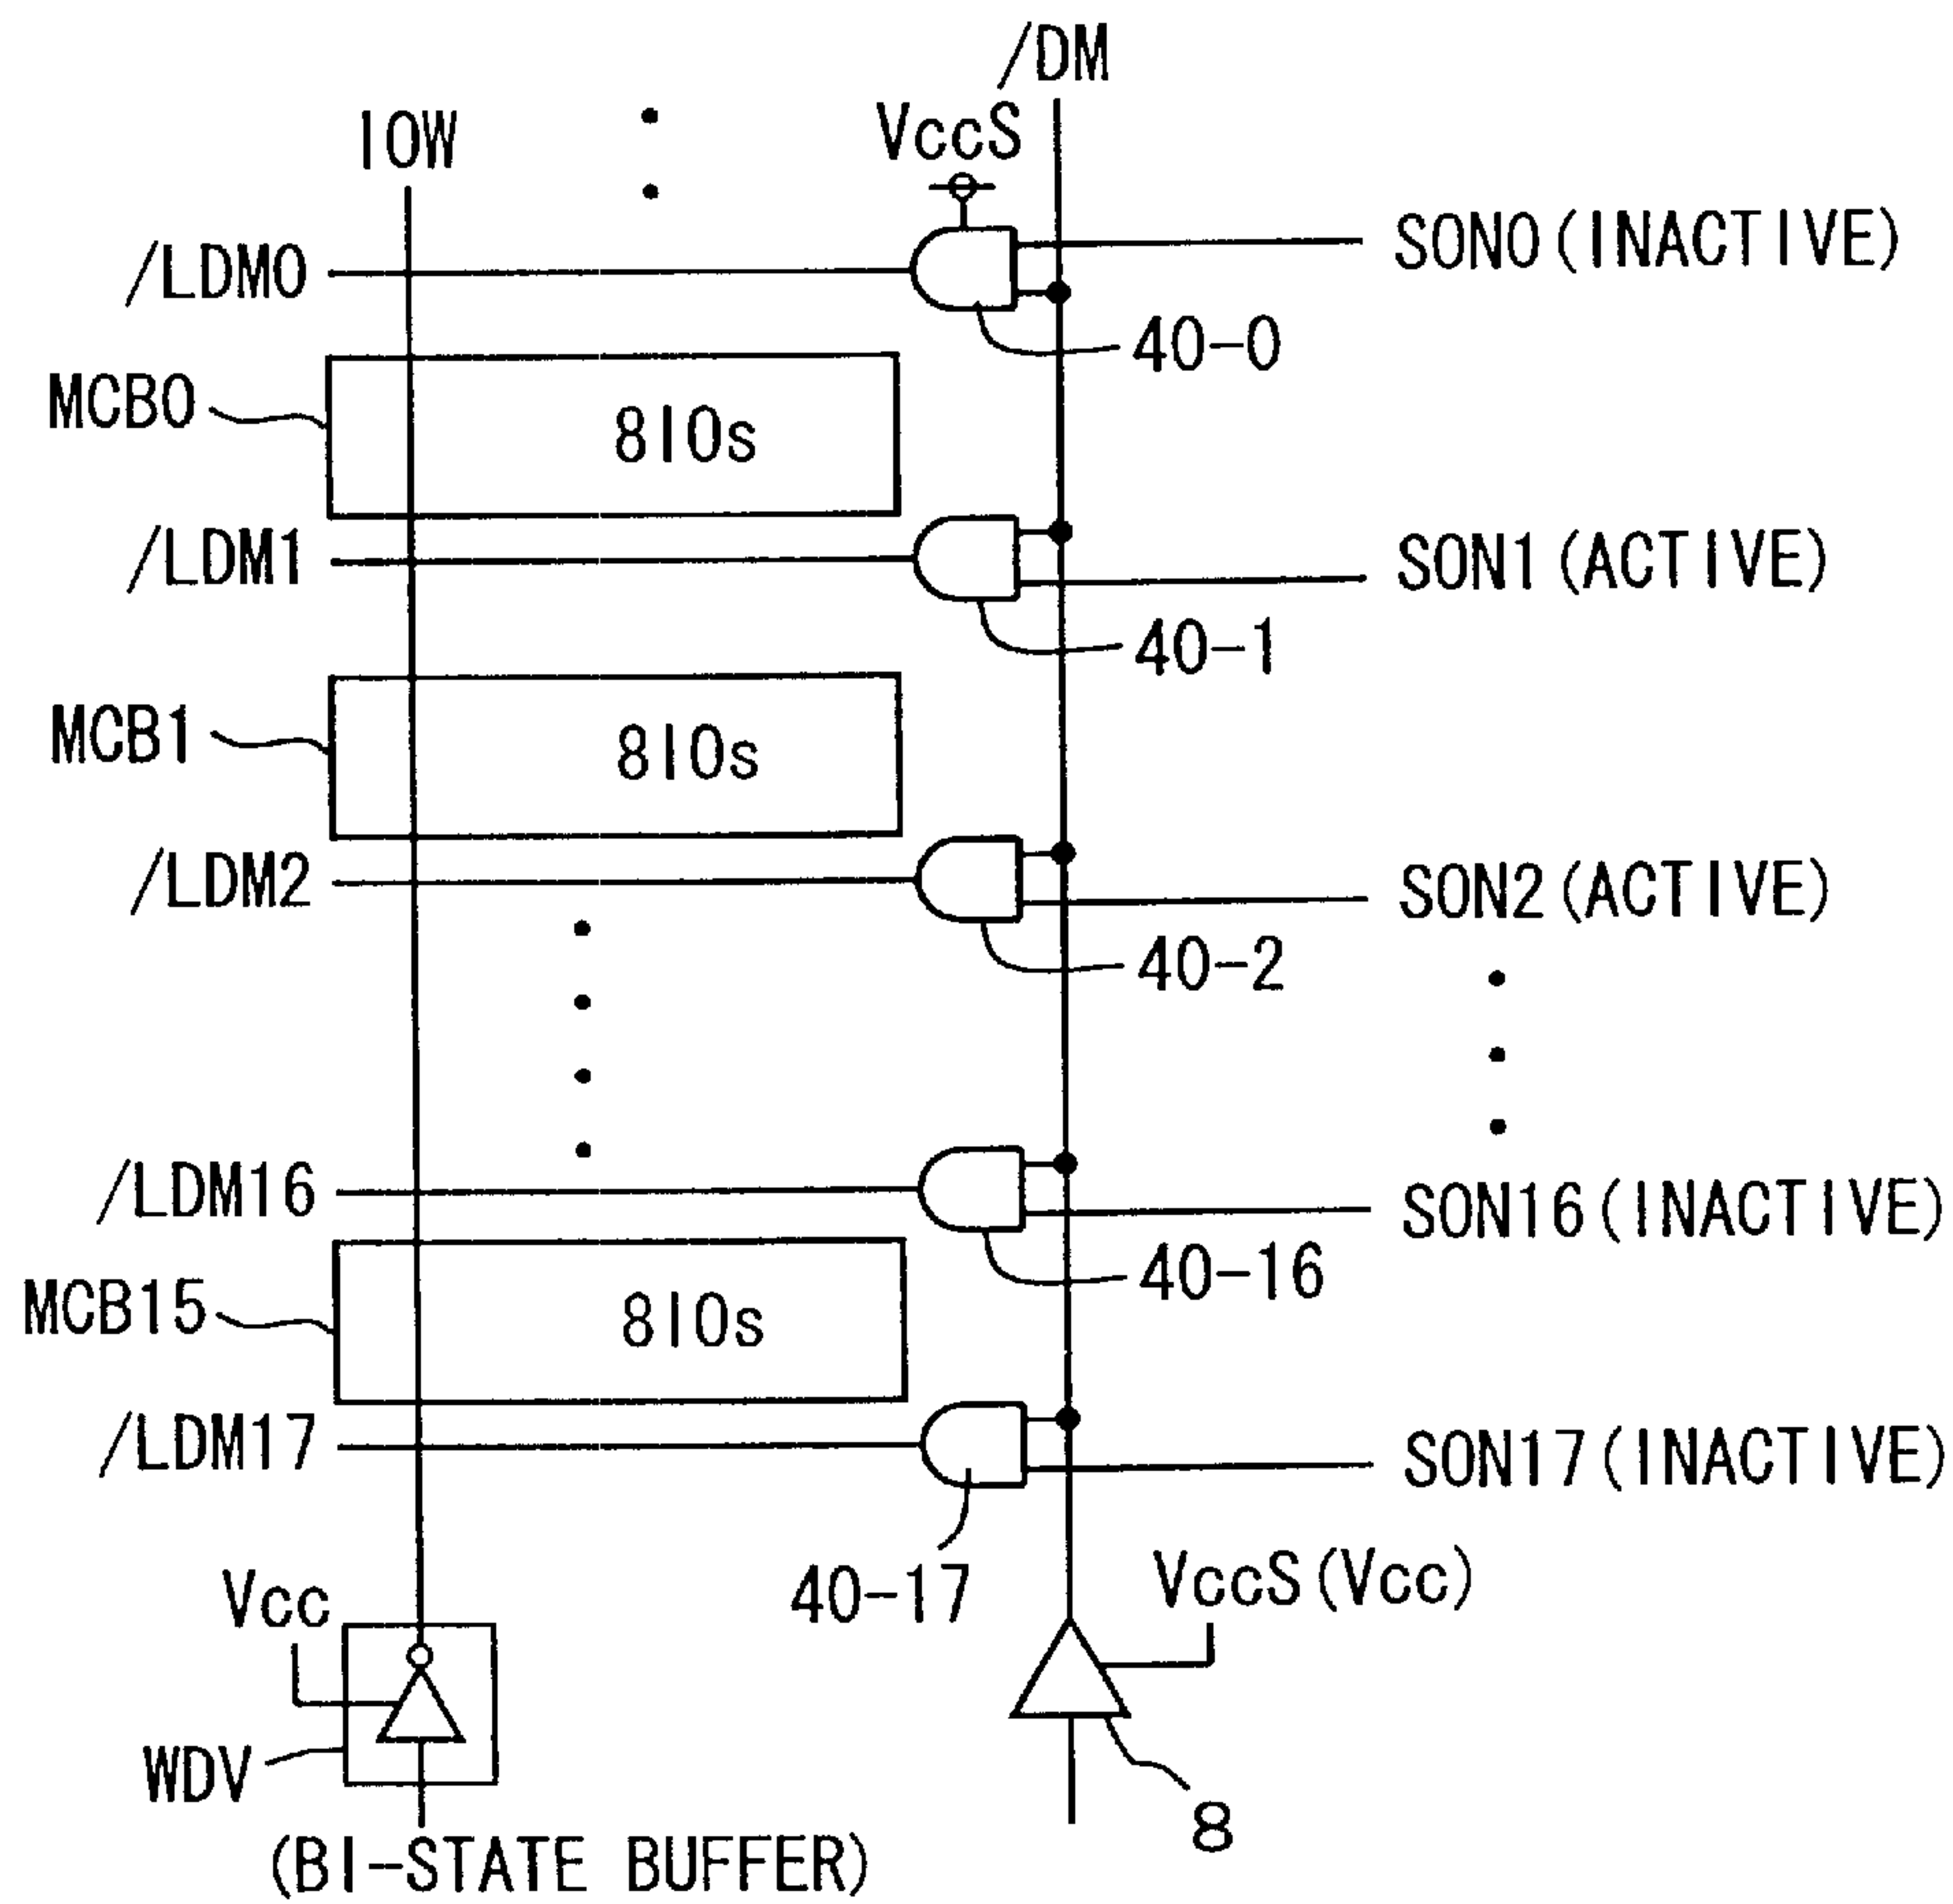 /DM
IOW
VccS
/LDM0
SON0(INACTIVE)
40-0
MCB0
8IOs
/LDM1
SON1(ACTIVE)
40-1
MCB1
8IOs
/LDM2
SON2(ACTIVE)
40-2
/LDM16
SON16(INACTIVE)
40-16
MCB15
8IOs
/LDM17
SON17(INACTIVE)
40-17
Vcc
VccS(Vcc)
WDV
8
(BI-STATE BUFFER)